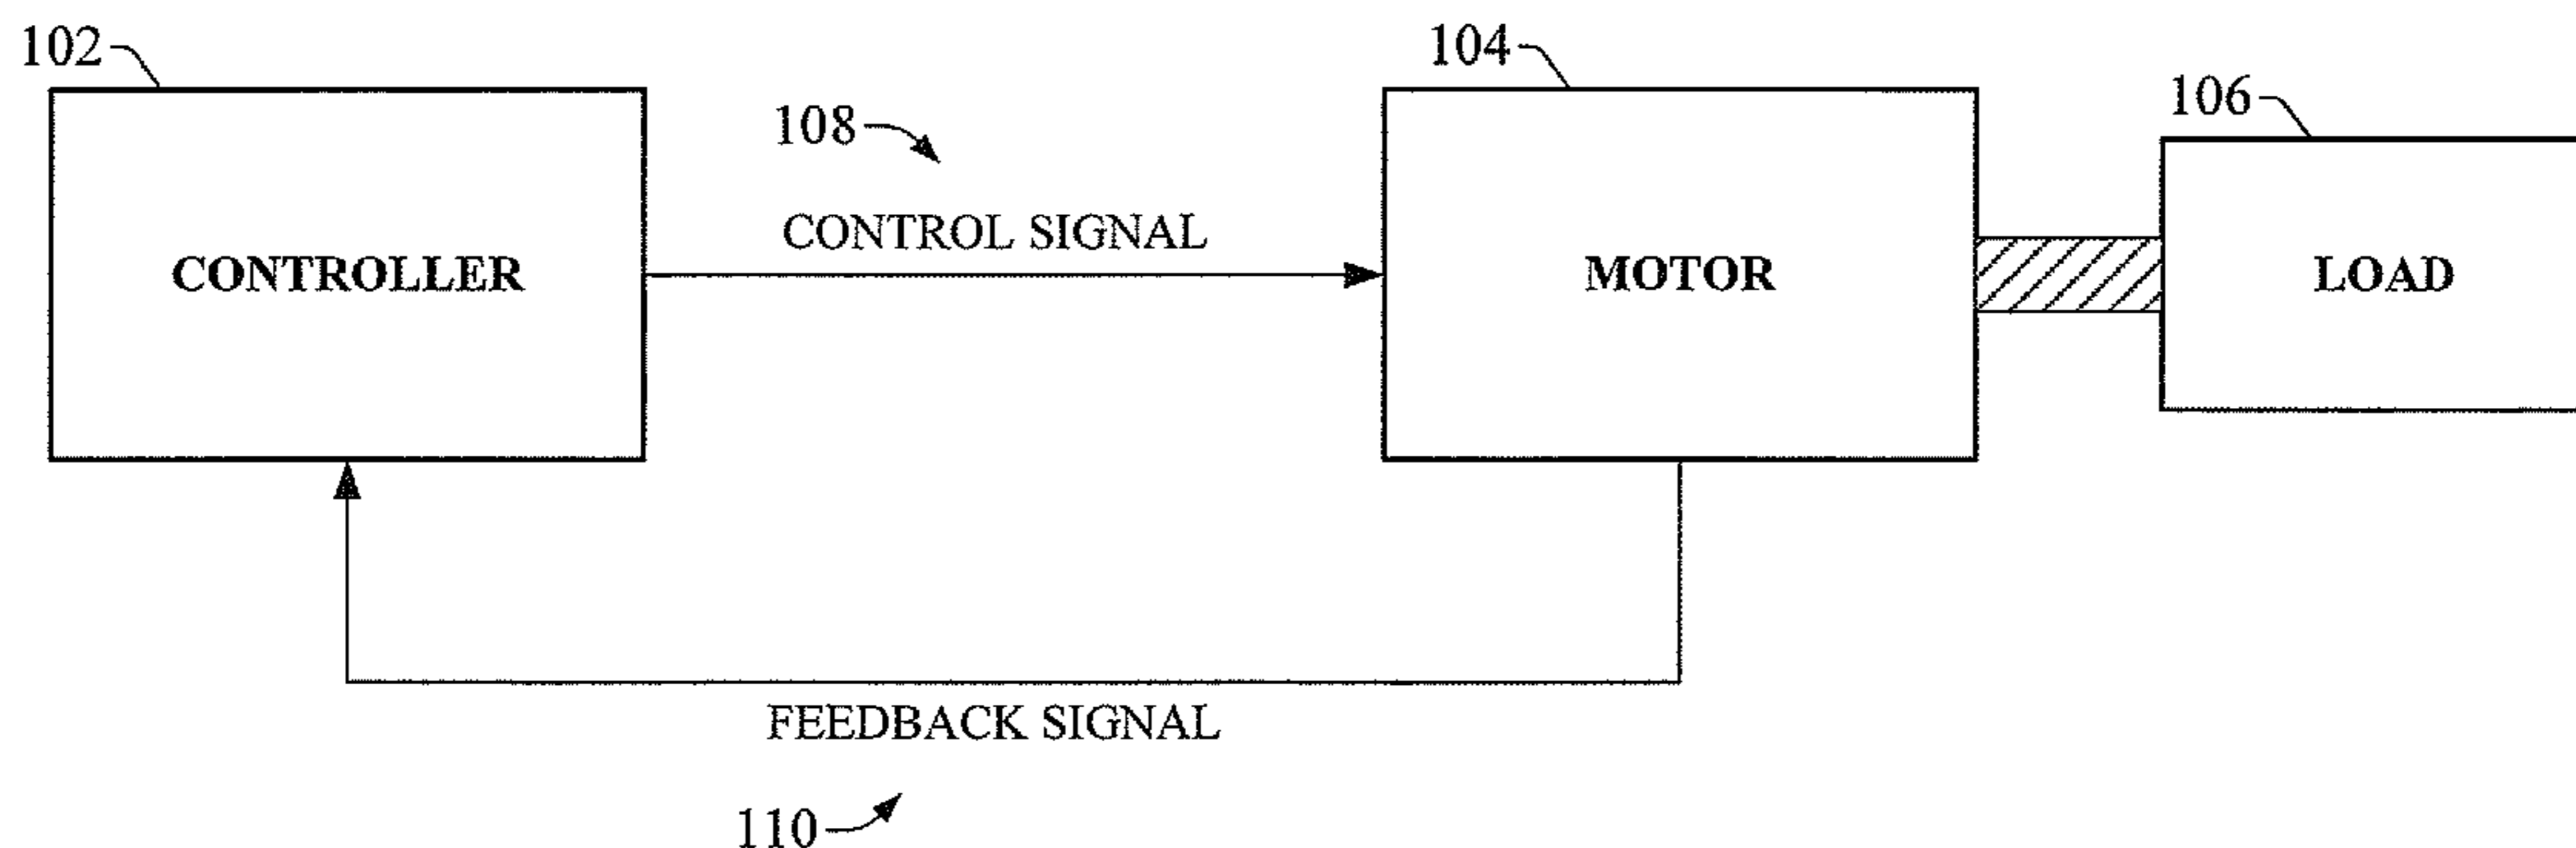 102
104
106
108
CONTROL SIGNAL
CONTROLLER
MOTOR
LOAD
FEEDBACK SIGNAL
110